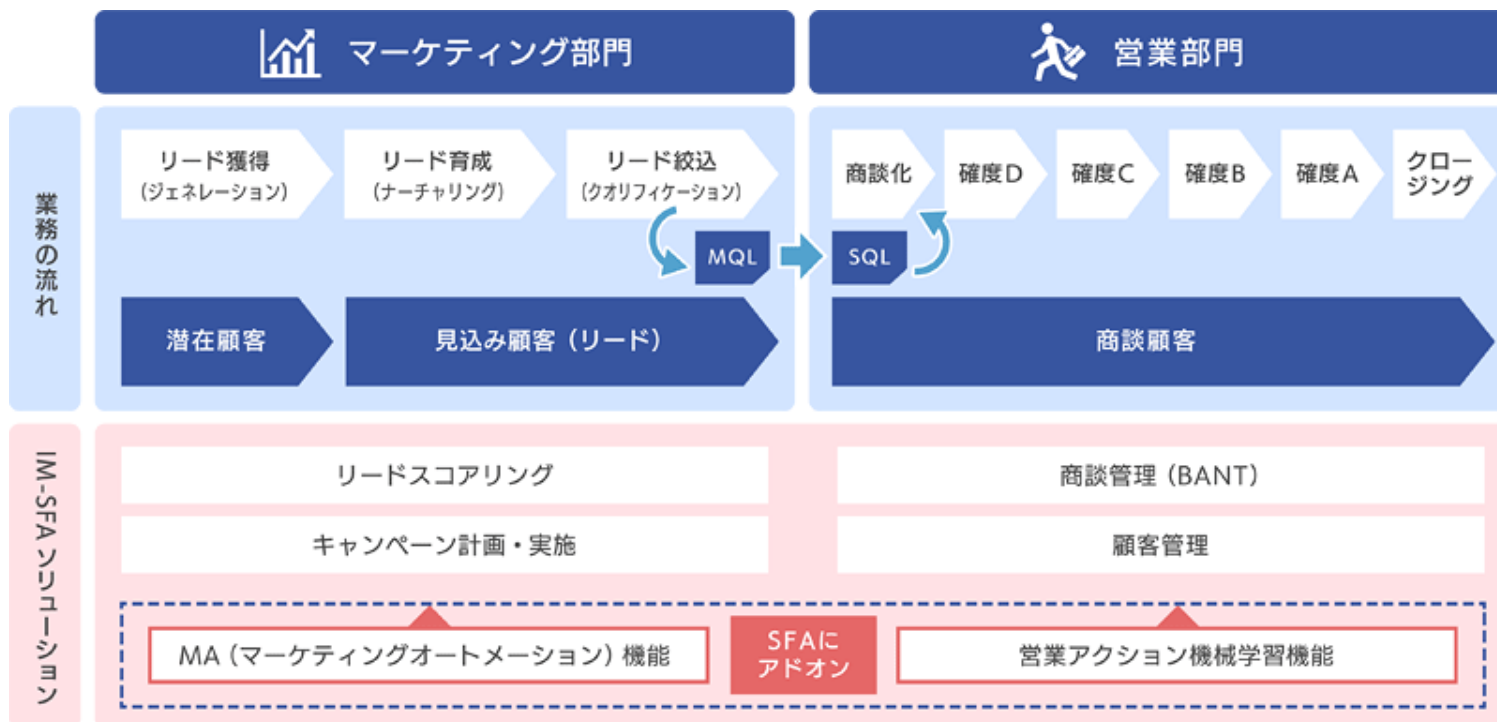 マーケティング部門
営業部門
業務の流れ
リード獲得
(ジェネレーション)
リード育成
(ナーチャリング)
リード絞込
(クオリフィケーション)
商談化
確度D
確度C
確度B
確度A
クロー
ジング
MQL
SQL
潜在顧客
見込み顧客（リード）
商談顧客
IM-SFAソリューション
リードスコアリング
商談管理（BANT）
キャンペーン計画・実施
顧客管理
MA（マーケティングオートメーション）機能
SFAに
アドオン
営業アクション機械学習機能